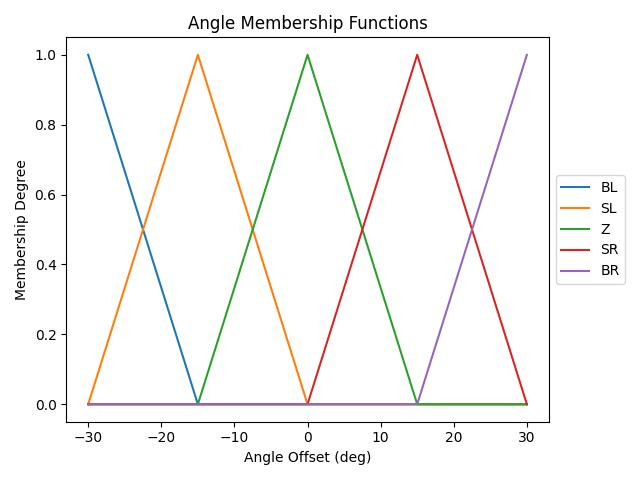 Angle Membership Functions
Membership Degree
1.0
0.8
0.6
0.4
0.2
0.0
−30
−20
−10
0
10
20
30
Angle Offset (deg)
BL
SL
Z
SR
BR